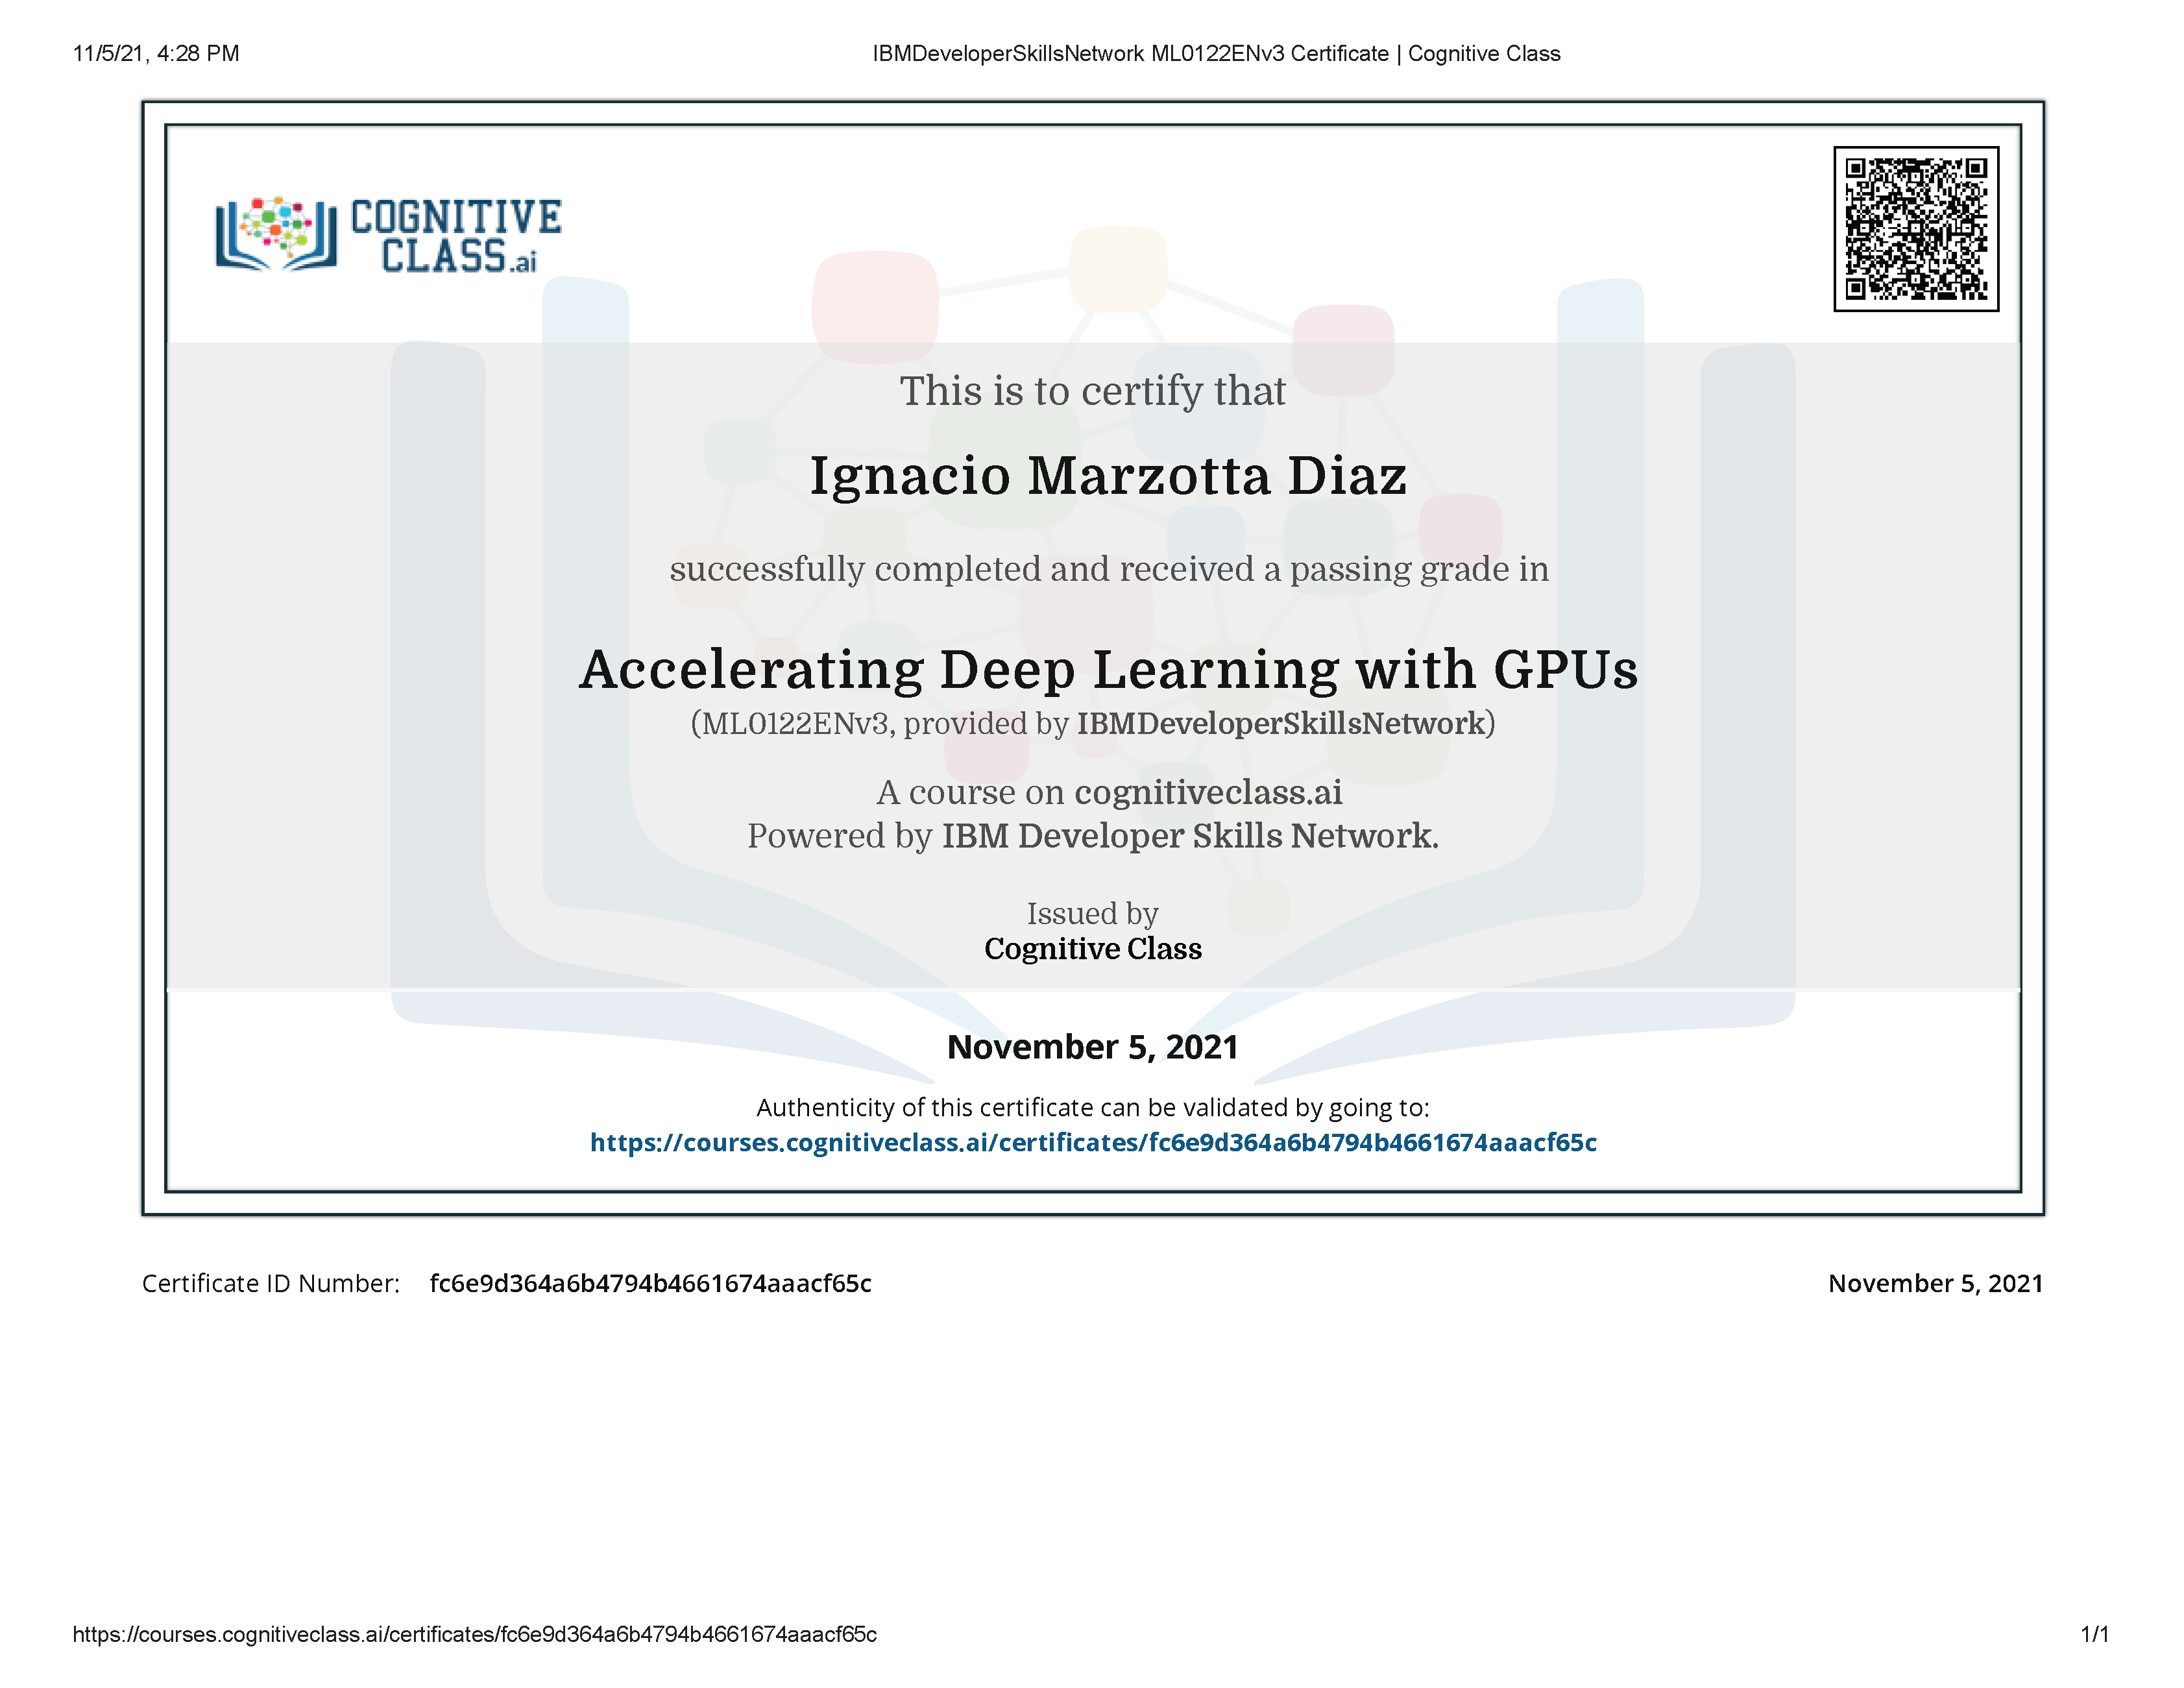 11/5/21, 4:28 PM
IBMDeveloperSkillsNetwork ML0122ENv3 Certificate | Cognitive Class
COGNITIVE
CLASS.ai
This is to certify that
Ignacio Marzotta Diaz
successfully completed and received a passing grade in
Accelerating Deep Learning with GPUs
(ML0122ENv3, provided by IBMDeveloperSkillsNetwork)
A course on cognitiveclass.ai
Powered by IBM Developer Skills Network.
Issued by
Cognitive Class
November 5, 2021
Authenticity of this certificate can be validated by going to:
https://courses.cognitiveclass.ai/certificates/fc6e9d364a6b4794b4661674aaacf65c
Certificate ID Number: fc6e9d364a6b4794b4661674aaacf65c
November 5, 2021
https://courses.cognitiveclass.ai/certificates/fc6e9d364a6b4794b4661674aaacf65c
1/1